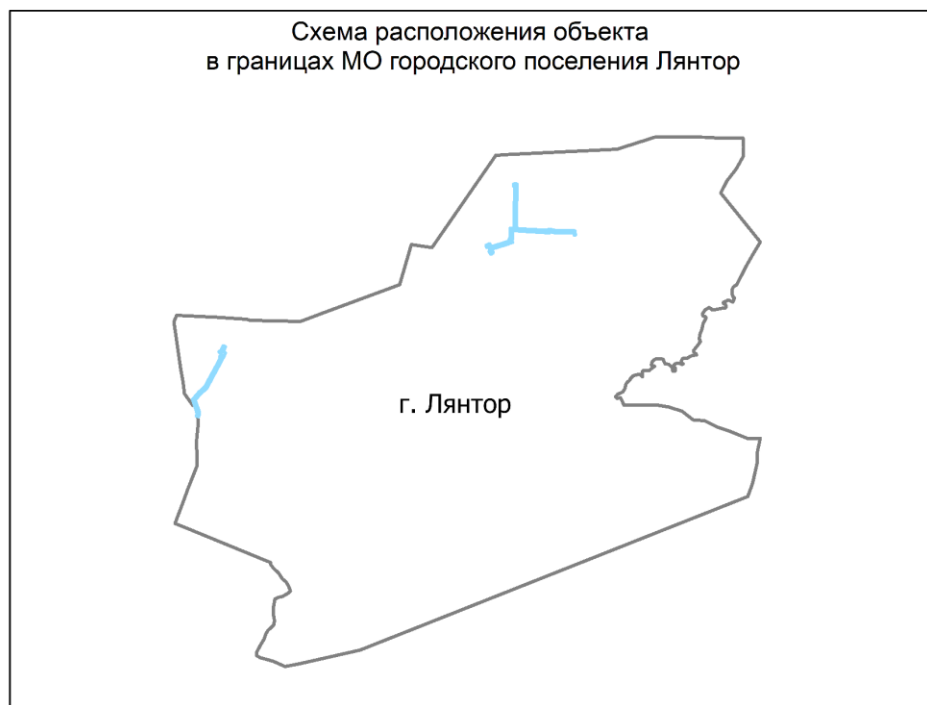 Схема расположения объекта
в границах МО городского поселения Лянтор
г. Лянтор